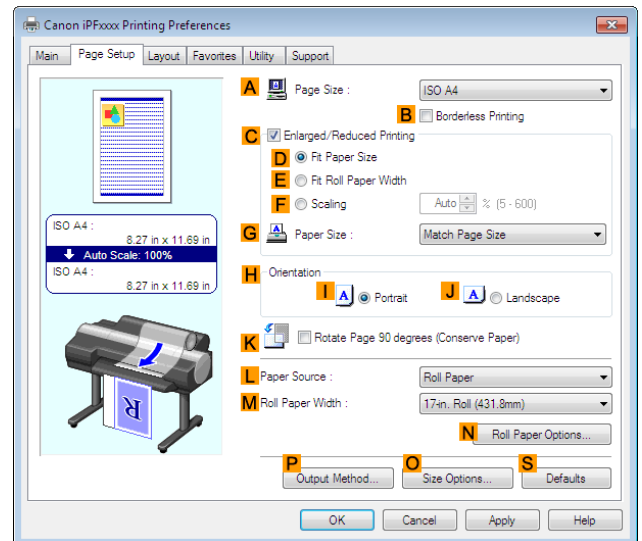 Canon iPFxxxx Printing Preferences
Main Page Setup Layout Favorites Utility Support
A Page Size : ISO A4
B Borderless Printing
C Enlarged/Reduced Printing
D Fit Paper Size
E Fit Roll Paper Width
F Scaling Auto % (5 - 600)
ISO A4 :
8.27 in x 11.69 in
Auto Scale: 100%
ISO A4 :
8.27 in x 11.69 in
G A Paper Size : Match Page Size
H Orientation
I A Portrait J A Landscape
K Rotate Page 90 degrees (Conserve Paper)
R
L Paper Source : Roll Paper
M Roll Paper Width : 17-in. Roll (431.8mm)
N Roll Paper Options...
P O S
Output Method... Size Options... Defaults
OK Cancel Apply Help